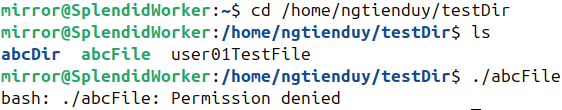 mirror@SplendidWorker:~$ cd /home/ngtienduy/testDir
mirror@SplendidWorker:/home/ngtienduy/testDir$ ls
abcDir  abcFile  user01TestFile
mirror@SplendidWorker:/home/ngtienduy/testDir$ ./abcFile
bash: ./abcFile: Permission denied